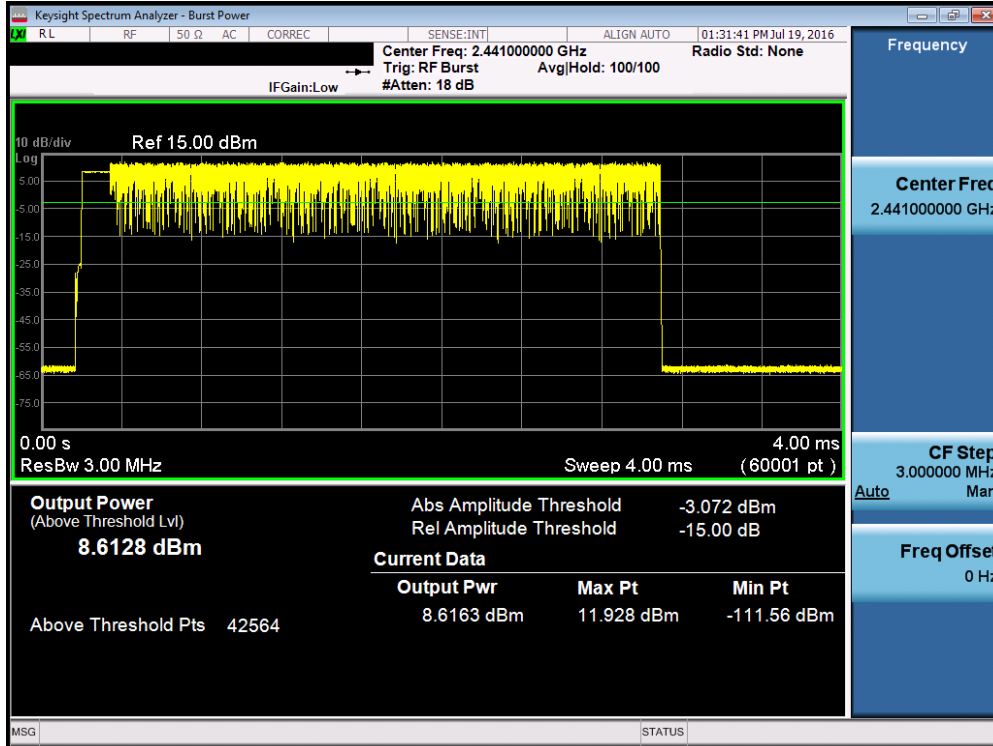 Keysight Spectrum Analyzer - Burst Power
LXI RL RF 50 Ω AC CORREC SENSE:INT ALIGN AUTO 01:31:41 PM Jul 19, 2016
Center Freq: 2.441000000 GHz Radio Std: None
Trig: RF Burst Avg|Hold: 100/100
IFGain:Low #Atten: 18 dB
Frequency
10 dB/div Ref 15.00 dBm
Log
5.00
-5.00
-15.0
-25.0
-35.0
-45.0
-55.0
-65.0
-75.0
0.00 s 4.00 ms
ResBw 3.00 MHz Sweep 4.00 ms (60001 pt)
Center Freq
2.441000000 GHz
CF Step
3.000000 MHz
Auto Man
Freq Offset
0 Hz
Output Power
(Above Threshold Lvl)
8.6128 dBm
Above Threshold Pts 42564
Abs Amplitude Threshold -3.072 dBm
Rel Amplitude Threshold -15.00 dB
Current Data
Output Pwr Max Pt Min Pt
8.6163 dBm 11.928 dBm -111.56 dBm
MSG STATUS